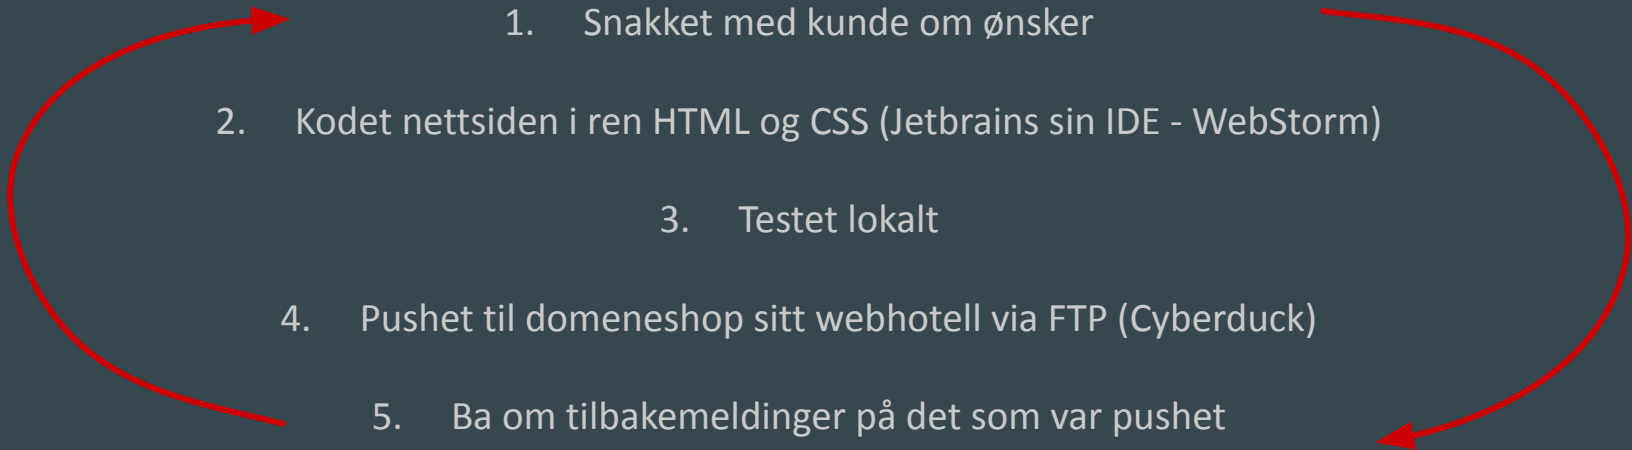 1. Snakket med kunde om ønsker
2. Kodet nettsiden i ren HTML og CSS (Jetbrains sin IDE - WebStorm)
3. Testet lokalt
4. Pushet til domeneshop sitt webhotell via FTP (Cyberduck)
5. Ba om tilbakemeldinger på det som var pushet